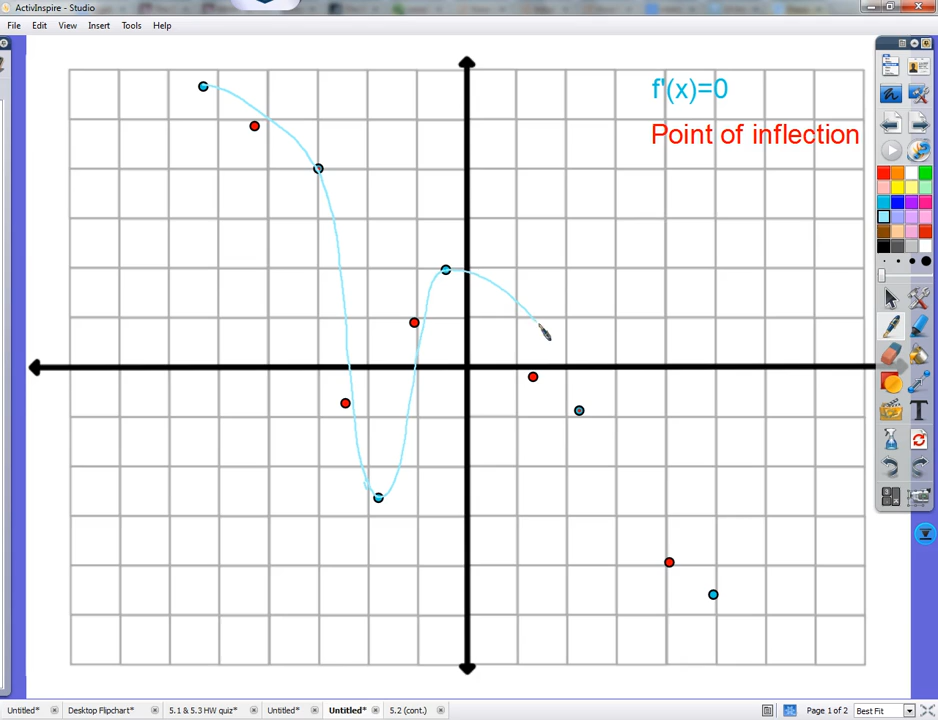 ActivInspire - Studio
File Edit View Insert Tools Help
f'(x)=0
Point of inflection
Untitled* Desktop Flipchart* 5.1 & 5.3 HW quiz* Untitled* Untitled* 5.2 (cont.) Page 1 of 2 Best Fit